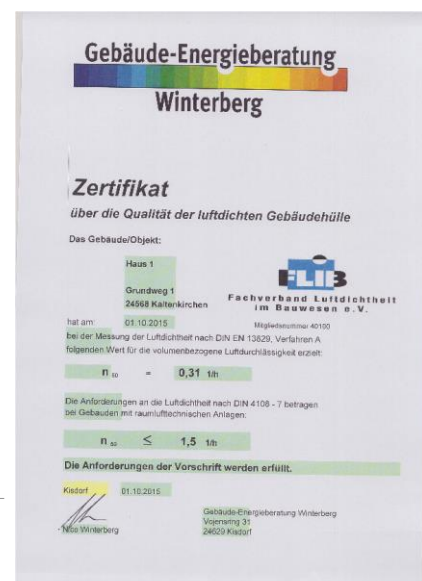 Gebäude-Energieberatung
Winterberg
Zertifikat
über die Qualität der luftdichten Gebäudehülle
Das Gebäude/Objekt:
Haus 1
Grundweg 1
24568 Kaltenkirchen
FLIB
Fachverband Luftdichtheit
im Bauwesen e.V.
hat am: 01.10.2015
Mitgliedsnummer 40100
bei der Messung der Luftdichtheit nach DIN EN 13829, Verfahren A
folgenden Wert für die volumenbezogene Luftdurchlässigkeit erzielt:
n 50 = 0,31 1/h
Die Anforderungen an die Luftdichtheit nach DIN 4108 - 7 betragen
bei Gebäuden mit raumlufttechnischen Anlagen:
n 50 ≤ 1,5 1/h
Die Anforderungen der Vorschrift werden erfüllt.
Kisdorf 01.10.2015
Nico Winterberg
Gebäude-Energieberatung Winterberg
31
24629 Kisdorf